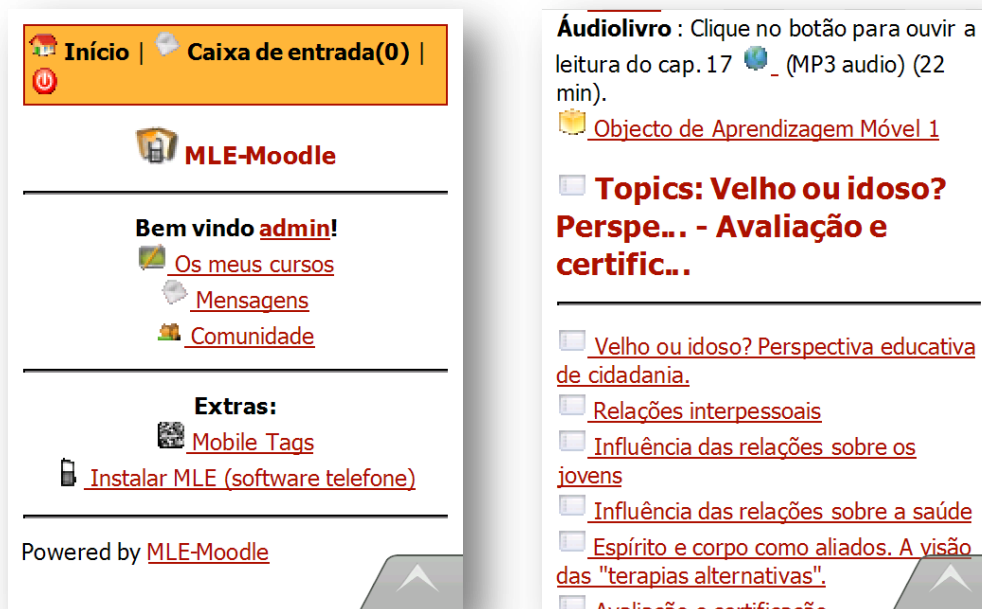 Início | Caixa de entrada(0) |
MLE-Moodle
Bem vindo admin!
Os meus cursos
Mensagens
Comunidade
Extras:
Mobile Tags
Instalar MLE (software telefone)
Powered by MLE-Moodle
Áudiolivro : Clique no botão para ouvir a
leitura do cap. 17 (MP3 audio) (22
min).
Objecto de Aprendizagem Móvel 1
Topics: Velho ou idoso?
Perspe... - Avaliação e
certific...
Velho ou idoso? Perspectiva educativa
de cidadania.
Relações interpessoais
Influência das relações sobre os
jovens
Influência das relações sobre a saúde
Espírito e corpo como aliados. A visão
das "terapias alternativas".
Avaliação e certificação